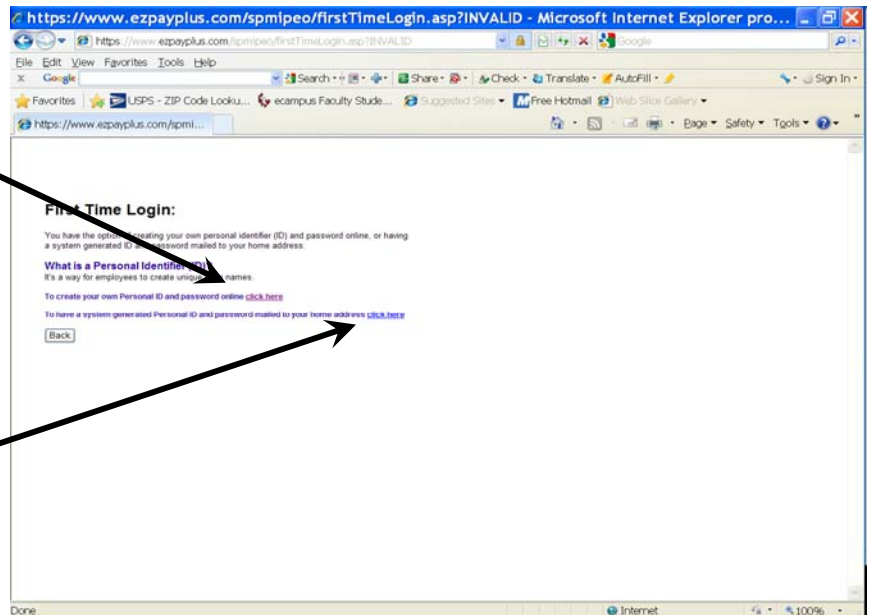 https://www.ezpayplus.com/spmipeo/firstTimeLogin.asp?INVALID - Microsoft Internet Explorer pro...
https://www.ezpayplus.com/spmipeo/firstTimeLogin.asp?INVALID Google
File Edit View Favorites Tools Help
x Google Search Share Check Translate AutoFill Sign In
Favorites USPS - ZIP Code Looku... ecampus Faculty Stude... Suggested Sites Free Hotmail Web Slice Gallery
https://www.ezpayplus.com/spmi... Page Safety Tools
First Time Login:
You have the option of creating your own personal identifier (ID) and password online, or having
a system generated ID and password mailed to your home address.
What is a Personal Identifier (ID)?
It's a way for employees to create unique names.
To create your own Personal ID and password online click here
To have a system generated Personal ID and password mailed to your home address click here
Back
Done Internet 100%